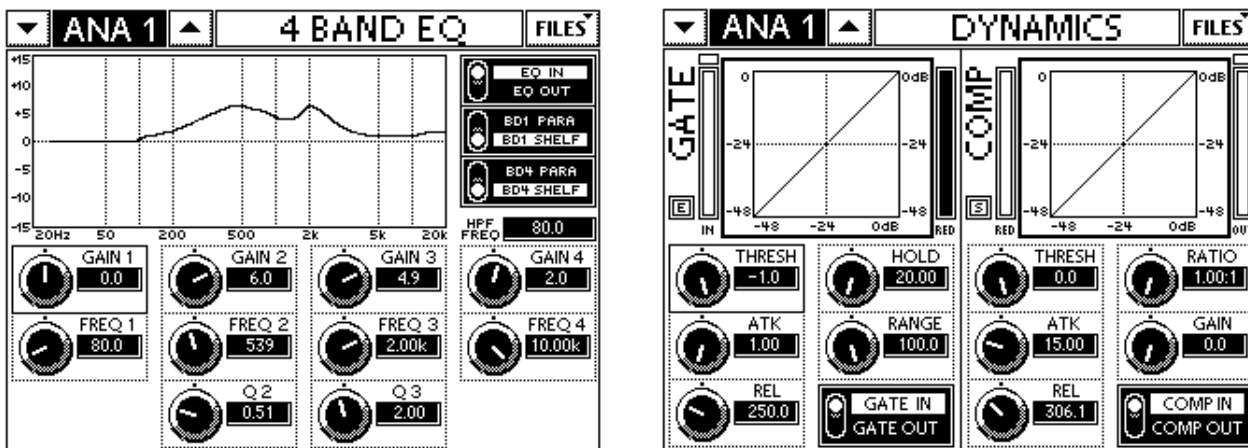 ANA 1 4 BAND EQ FILES
+15
+10
+5
0
-5
-10
-15
20Hz 50 200 500 2k 5k 20k
EQ IN
EQ OUT
BD1 PARA
BD1 SHELF
BD4 PARA
BD4 SHELF
HPF FREQ 80.0
GAIN 1 GAIN 2 GAIN 3 GAIN 4
0.0 6.0 4.9 2.0
FREQ 1 FREQ 2 FREQ 3 FREQ 4
80.0 539 2.00k 10.00k
Q 2 Q 3
0.51 2.00
ANA 1 DYNAMICS FILES
GATE
E
IN
0 0dB
-24 -24
-48 -48
-48 -24 0dB
RED
COMP
S
RED
0 0dB
-24 -24
-48 -48
-48 -24 0dB
OUT
THRESH HOLD THRESH RATIO
-1.0 20.00 0.0 1.00:1
ATK RANGE ATK GAIN
1.00 100.0 15.00 0.0
REL REL
250.0 306.1
GATE IN
GATE OUT
COMP IN
COMP OUT